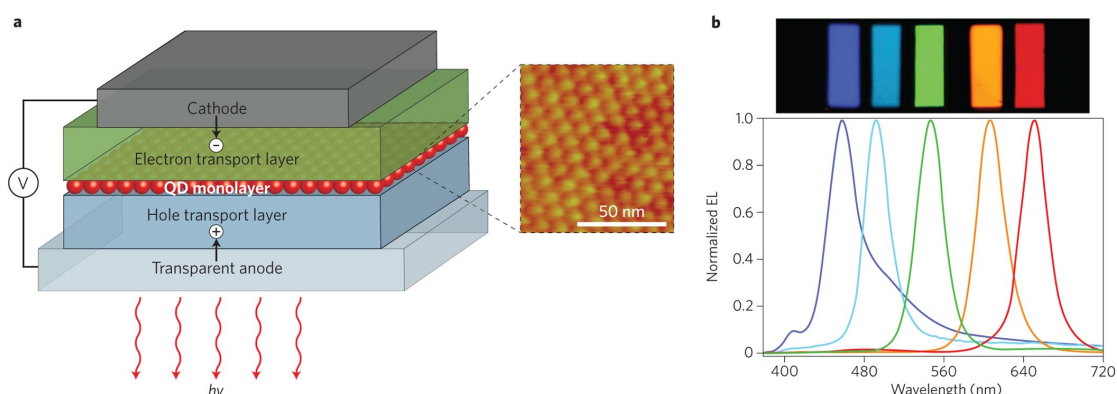 a
Cathode
−
Electron transport layer
QD monolayer
Hole transport layer
+
Transparent anode
V
hν
50 nm
b
Normalized EL
1.0
0.8
0.6
0.4
0.2
0
400 480 560 640 720
Wavelength (nm)